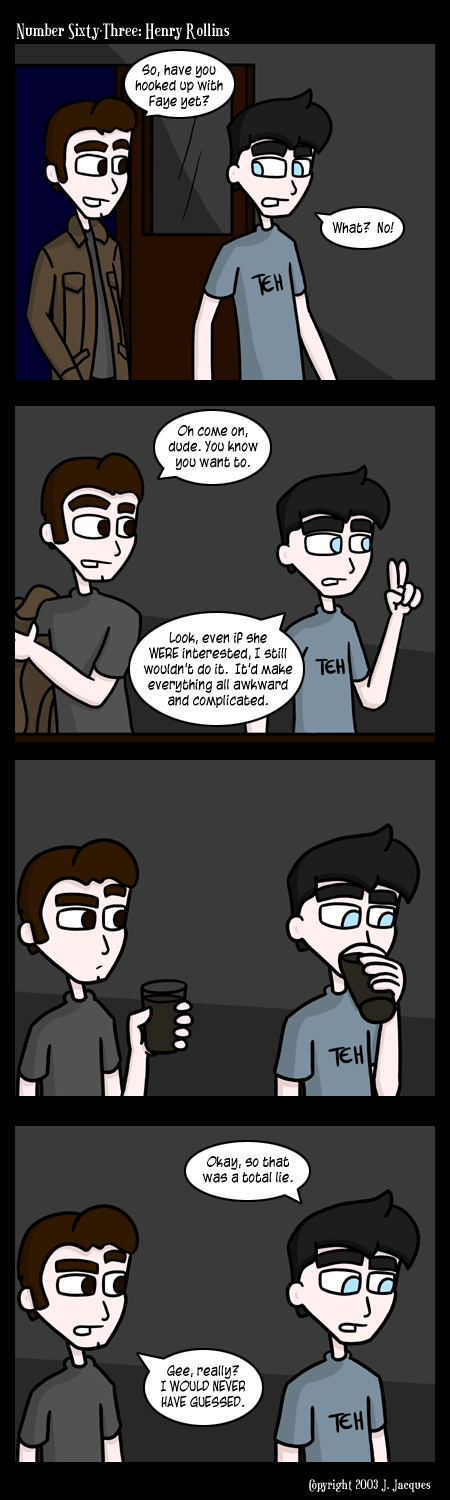 Number Sixty-Three: Henry Rollins
So, have you
hooked up with
Faye yet?
What? No!
TEH
Oh come on,
dude. You know
you want to.
Look, even if she
WERE interested, I still
wouldn't do it. It'd make
everything all awkward
and complicated.
TEH
TEH
Okay, so that
was a total lie.
Gee, really?
I WOULD NEVER
HAVE GUESSED.
TEH
Copyright 2003 J. Jacques